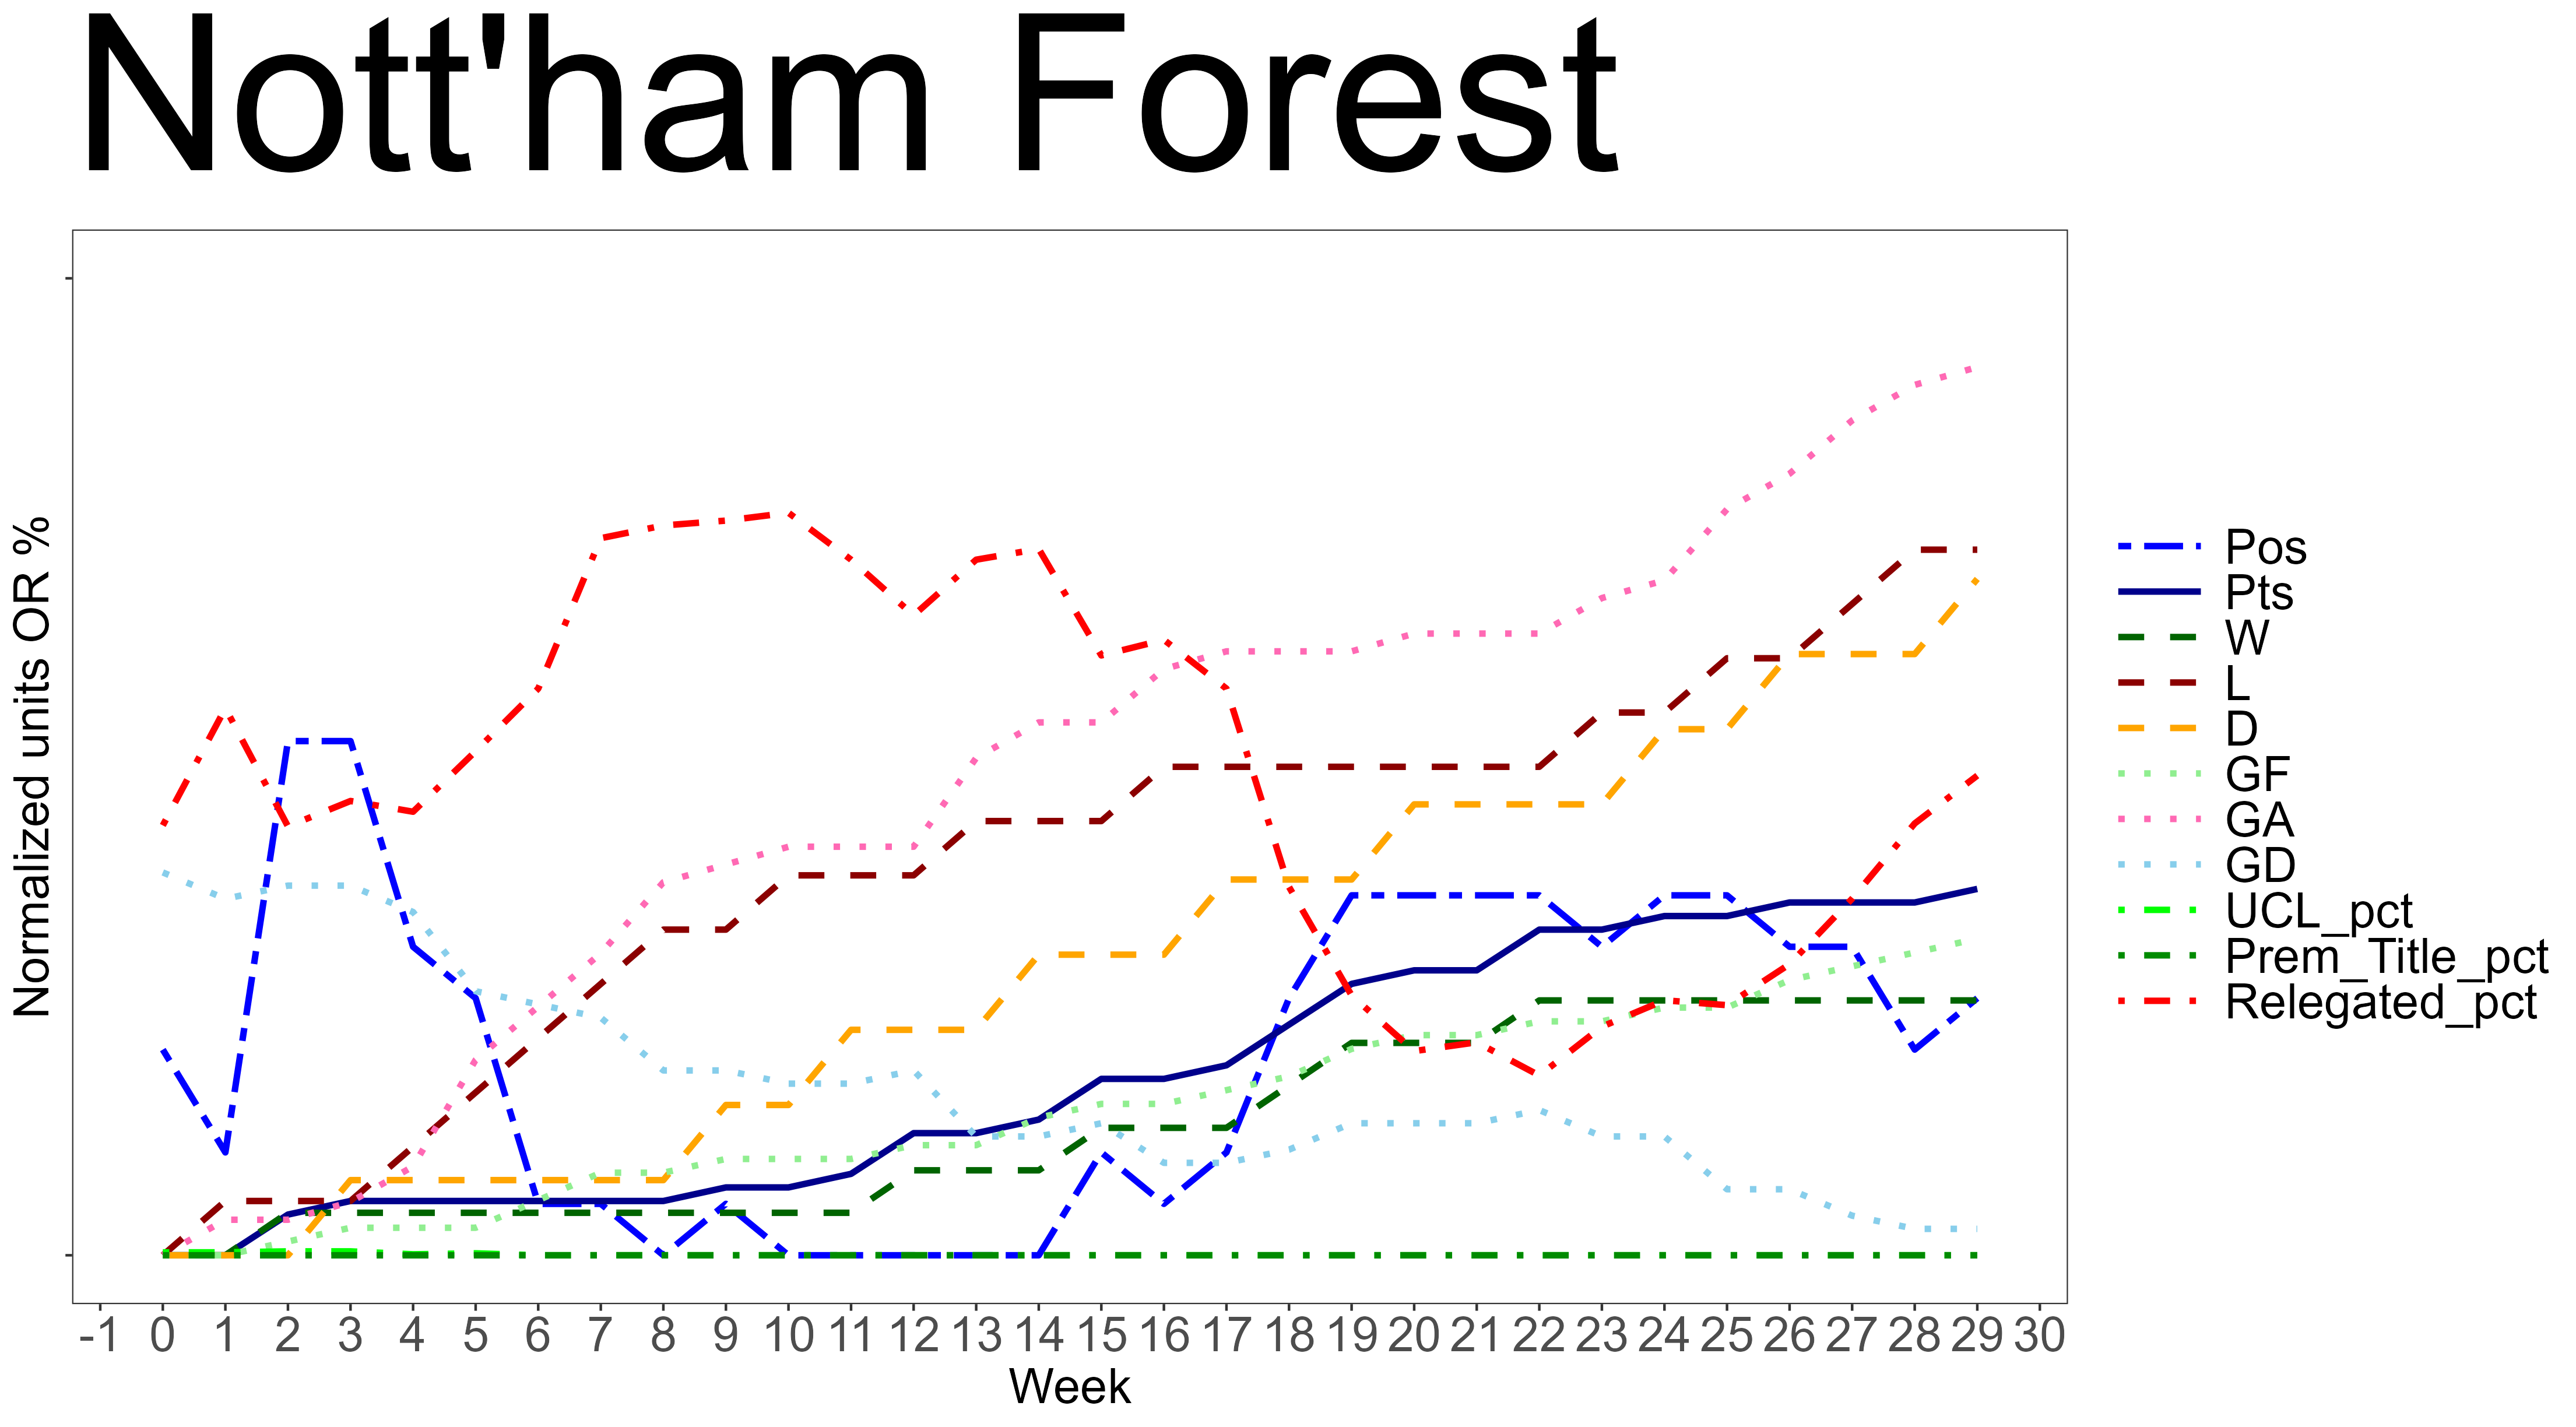 Nott'ham Forest
Normalized units OR %
Pos
Pts
W
L
D
GF
GA
GD
UCL_pct
Prem_Title_pct
Relegated_pct
-1 0 1 2 3 4 5 6 7 8 9 10 11 12 13 14 15 16 17 18 19 20 21 22 23 24 25 26 27 28 29 30
Week